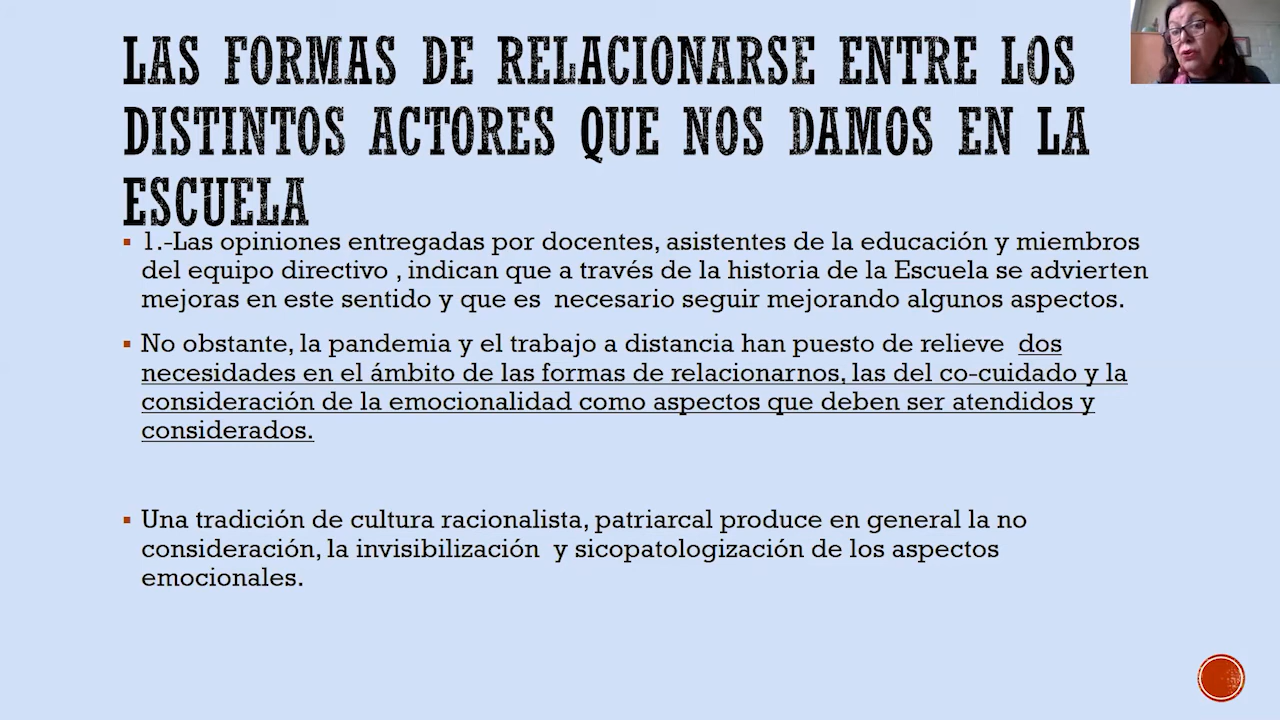 LAS FORMAS DE RELACIONARSE ENTRE LOS
DISTINTOS ACTORES QUE NOS DAMOS EN LA
ESCUELA
1.-Las opiniones entregadas por docentes, asistentes de la educación y miembros
del equipo directivo , indican que a través de la historia de la Escuela se advierten
mejoras en este sentido y que es necesario seguir mejorando algunos aspectos.
No obstante, la pandemia y el trabajo a distancia han puesto de relieve dos
necesidades en el ámbito de las formas de relacionarnos, las del co-cuidado y la
consideración de la emocionalidad como aspectos que deben ser atendidos y
considerados.
Una tradición de cultura racionalista, patriarcal produce en general la no
consideración, la invisibilización y sicopatologización de los aspectos
emocionales.